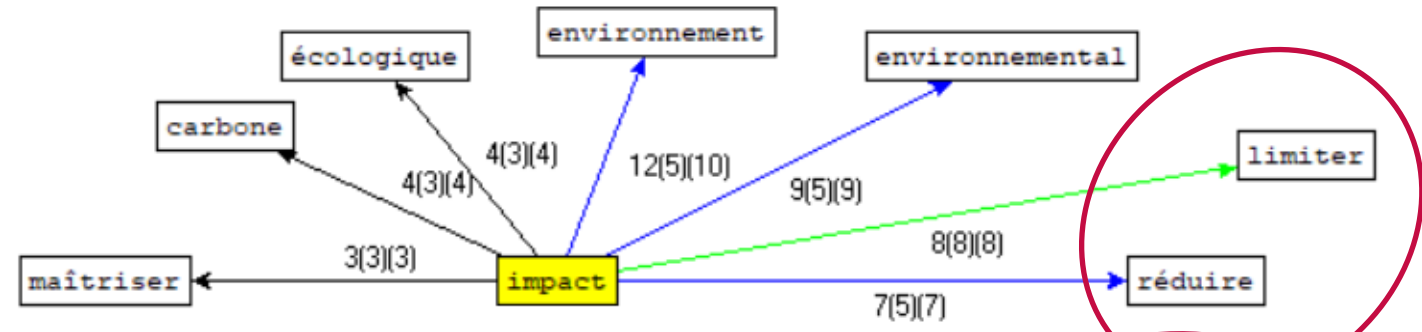 environnement
écologique
environnemental
carbone
limiter
4(3)(4)
12(5)(10)
4(3)(4)
9(5)(9)
8(8)(8)
3(3)(3)
maîtriser
impact
réduire
7(5)(7)